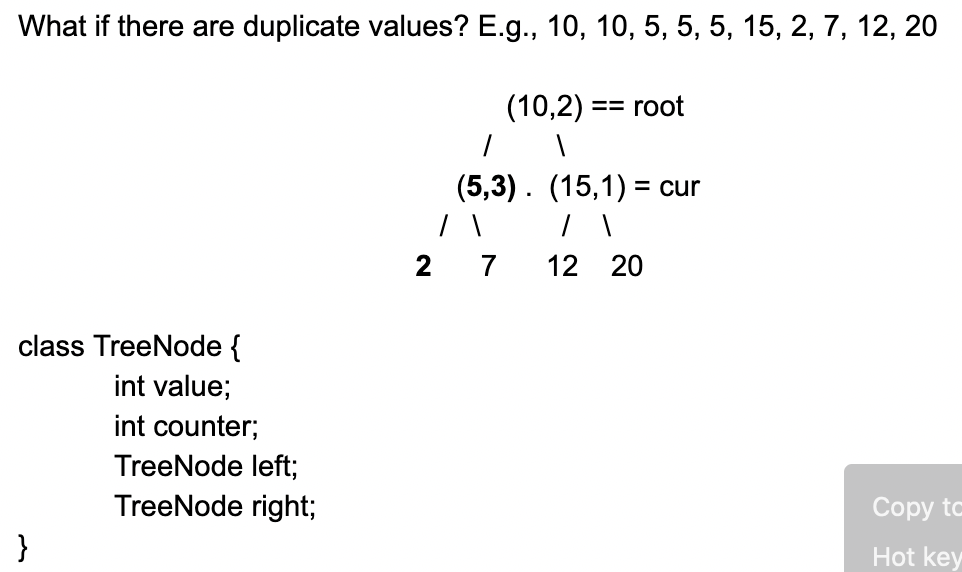 What if there are duplicate values? E.g., 10, 10, 5, 5, 5, 15, 2, 7, 12, 20
(10,2) == root
/ \
(5,3) . (15,1) = cur
/ \ / \
2 7 12 20
class TreeNode {
int value;
int counter;
TreeNode left;
TreeNode right;
}
Copy to
Hot key